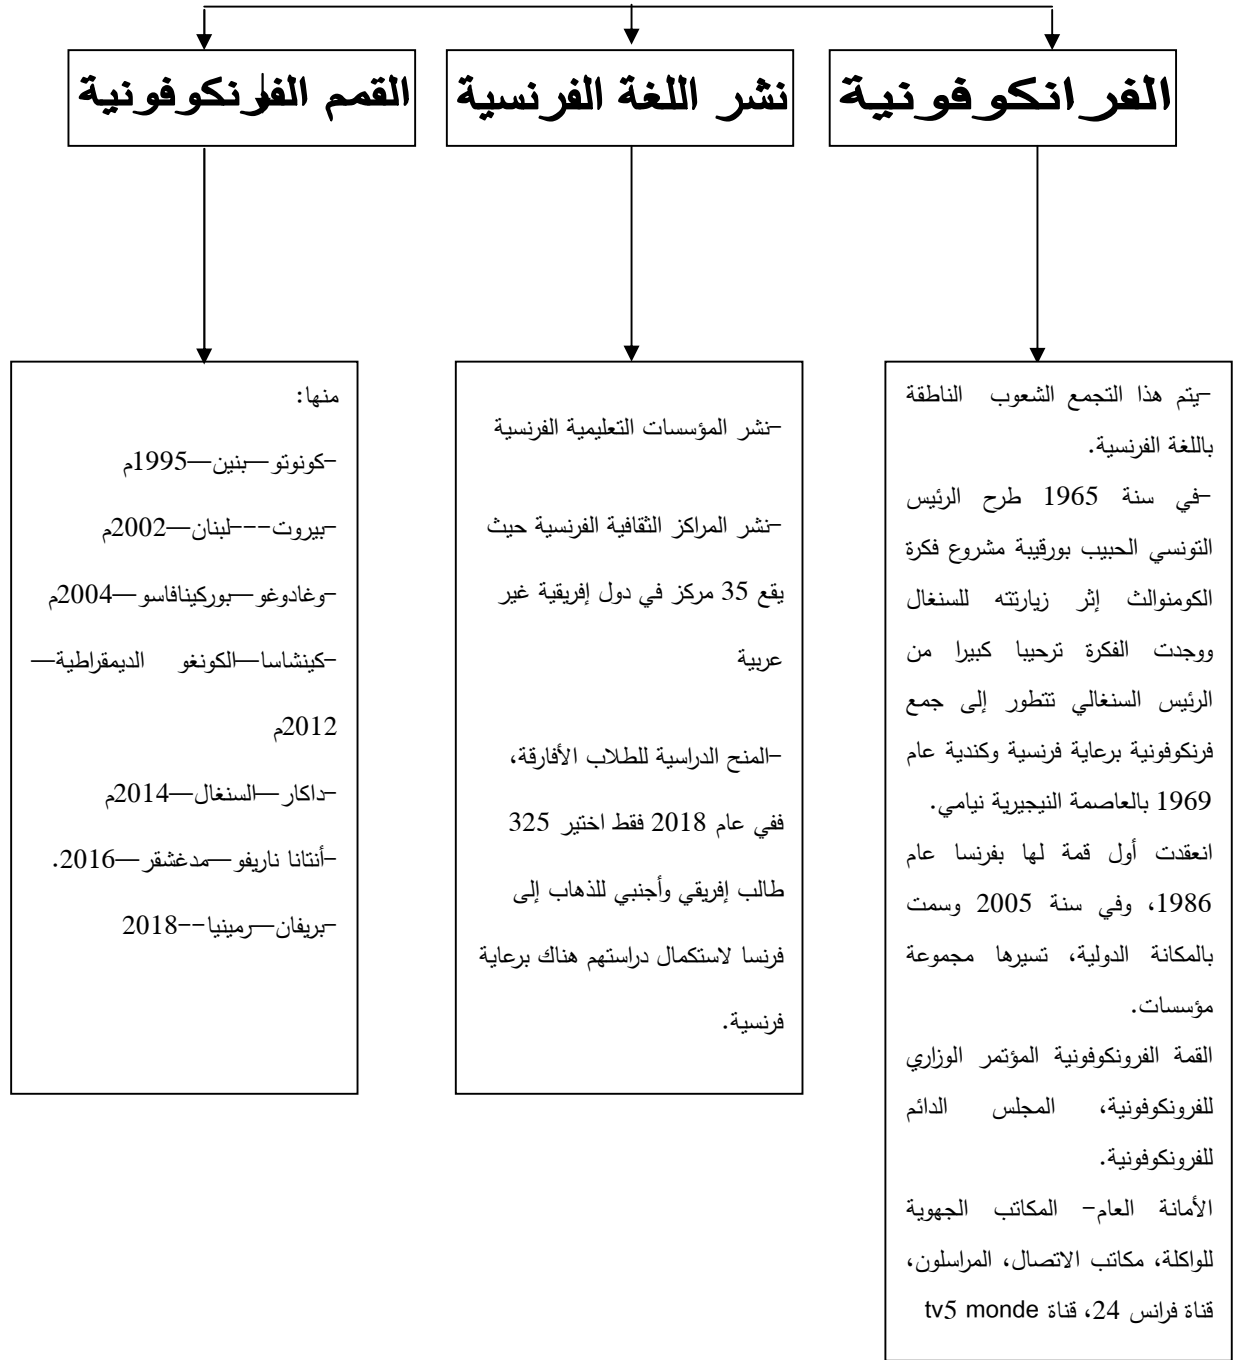 الفرانكوفونية
نشر اللغة الفرنسية
القمم الفرنكوفونية
-يتم هذا التجمع الشعوب الناطقة
باللغة الفرنسية.
-في سنة 1965 طرح الرئيس
التونسي الحبيب بورقيبة مشروع فكرة
الكومنوالث إثر زيارتته للسنغال
ووجدت الفكرة ترحيبا كبيرا من
الرئيس السنغالي تتطور إلى جمع
فرنكوفونية برعاية فرنسية وكندية عام
1969 بالعاصمة النيجيرية نيامي.
انعقدت أول قمة لها بفرنسا عام
1986، وفي سنة 2005 وسمت
بالمكانة الدولية، تسيرها مجموعة
مؤسسات.
القمة الفرونكوفونية المؤتمر الوزاري
للفرونكوفونية، المجلس الدائم
للفرونكوفونية.
الأمانة العام- المكاتب الجهوية
للواكلة، مكاتب الاتصال، المراسلون،
قناة فرانس 24، قناة tv5 monde
-نشر المؤسسات التعليمية الفرنسية
-نشر المراكز الثقافية الفرنسية حيث
يقع 35 مركز في دول إفريقية غير
عربية
-المنح الدراسية للطلاب الأفارقة،
ففي عام 2018 فقط اختير 325
طالب إفريقي وأجنبي للذهاب إلى
فرنسا لاستكمال دراستهم هناك برعاية
فرنسية.
منها:
-كونوتو—بنين—1995م
-بيروت---لبنان—2002م
-وغادوغو—بوركينافاسو—2004م
-كينشاسا—الكونغو الديمقراطية—
2012م
-داكار—السنغال—2014م
-أنتانا ناريفو—مدغشقر—2016.
-بريفان—رمينيا--2018